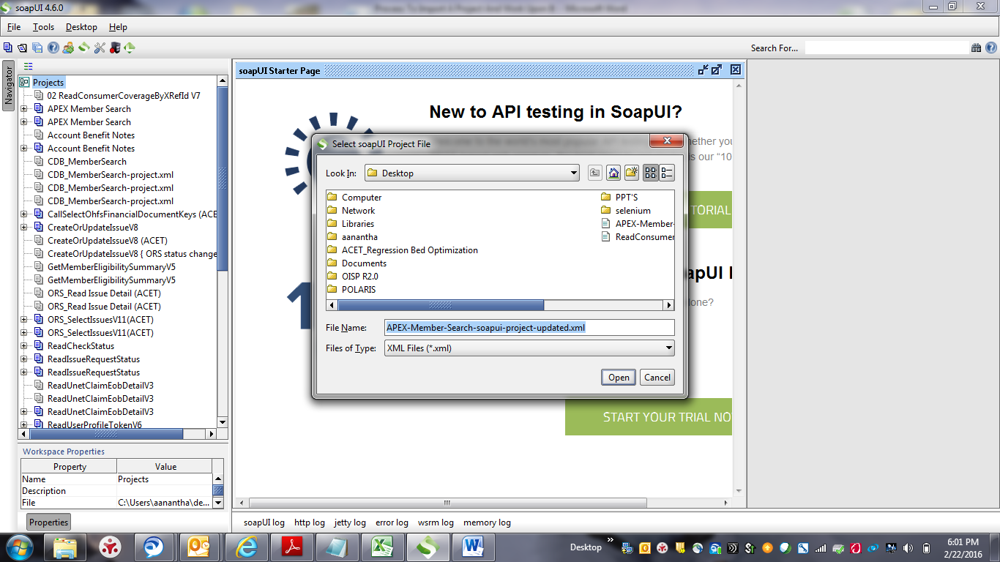 soapUI 4.6.0
Process To Import A Project And Work Upon B... - Microsoft Word
File Tools Desktop Help
Search For...
Navigator
Projects
02 ReadConsumerCoverageByXRefId V7
APEX Member Search
APEX Member Search
Account Benefit Notes
Account Benefit Notes
CDB_MemberSearch
CDB_MemberSearch-project.xml
CDB_MemberSearch-project.xml
CDB_MemberSearch-project.xml
CallSelectOhfsFinancialDocumentKeys (ACE
CreateOrUpdateIssueV8
CreateOrUpdateIssueV8 (ACET)
CreateOrUpdateIssueV8 { ORS status change
GetMemberEligibilitySummaryV5
GetMemberEligibilitySummaryV5
ORS_Read Issue Detail (ACET)
ORS_Read Issue Detail (ACET)
ORS_SelectIssuesV11(ACET)
ORS_SelectIssuesV11(ACET)
ReadCheckStatus
ReadIssueRequestStatus
ReadIssueRequestStatus
ReadUnetClaimEobDetailV3
ReadUnetClaimEobDetailV3
ReadUnetClaimEobDetailV3
ReadUserProfileTokenV6
Workspace Properties
Property Value
Name Projects
Description
File C:\Users\aanantha\de...
Properties
soapUI Starter Page
New to API testing in SoapUI?
hether you
is our "10
TORIAL
apUI
lone?
1
START YOUR TRIAL NO
Select soapUI Project File
Look In: Desktop
Computer
Network
Libraries
aanantha
ACET_Regression Bed Optimization
Documents
OISP R2.0
POLARIS
PPT'S
selenium
APEX-Member-
ReadConsumer
File Name: APEX-Member-Search-soapui-project-updated.xml
Files of Type: XML Files (*.xml)
Open Cancel
soapUI log http log jetty log error log wsrm log memory log
Desktop
6:01 PM
2/22/2016